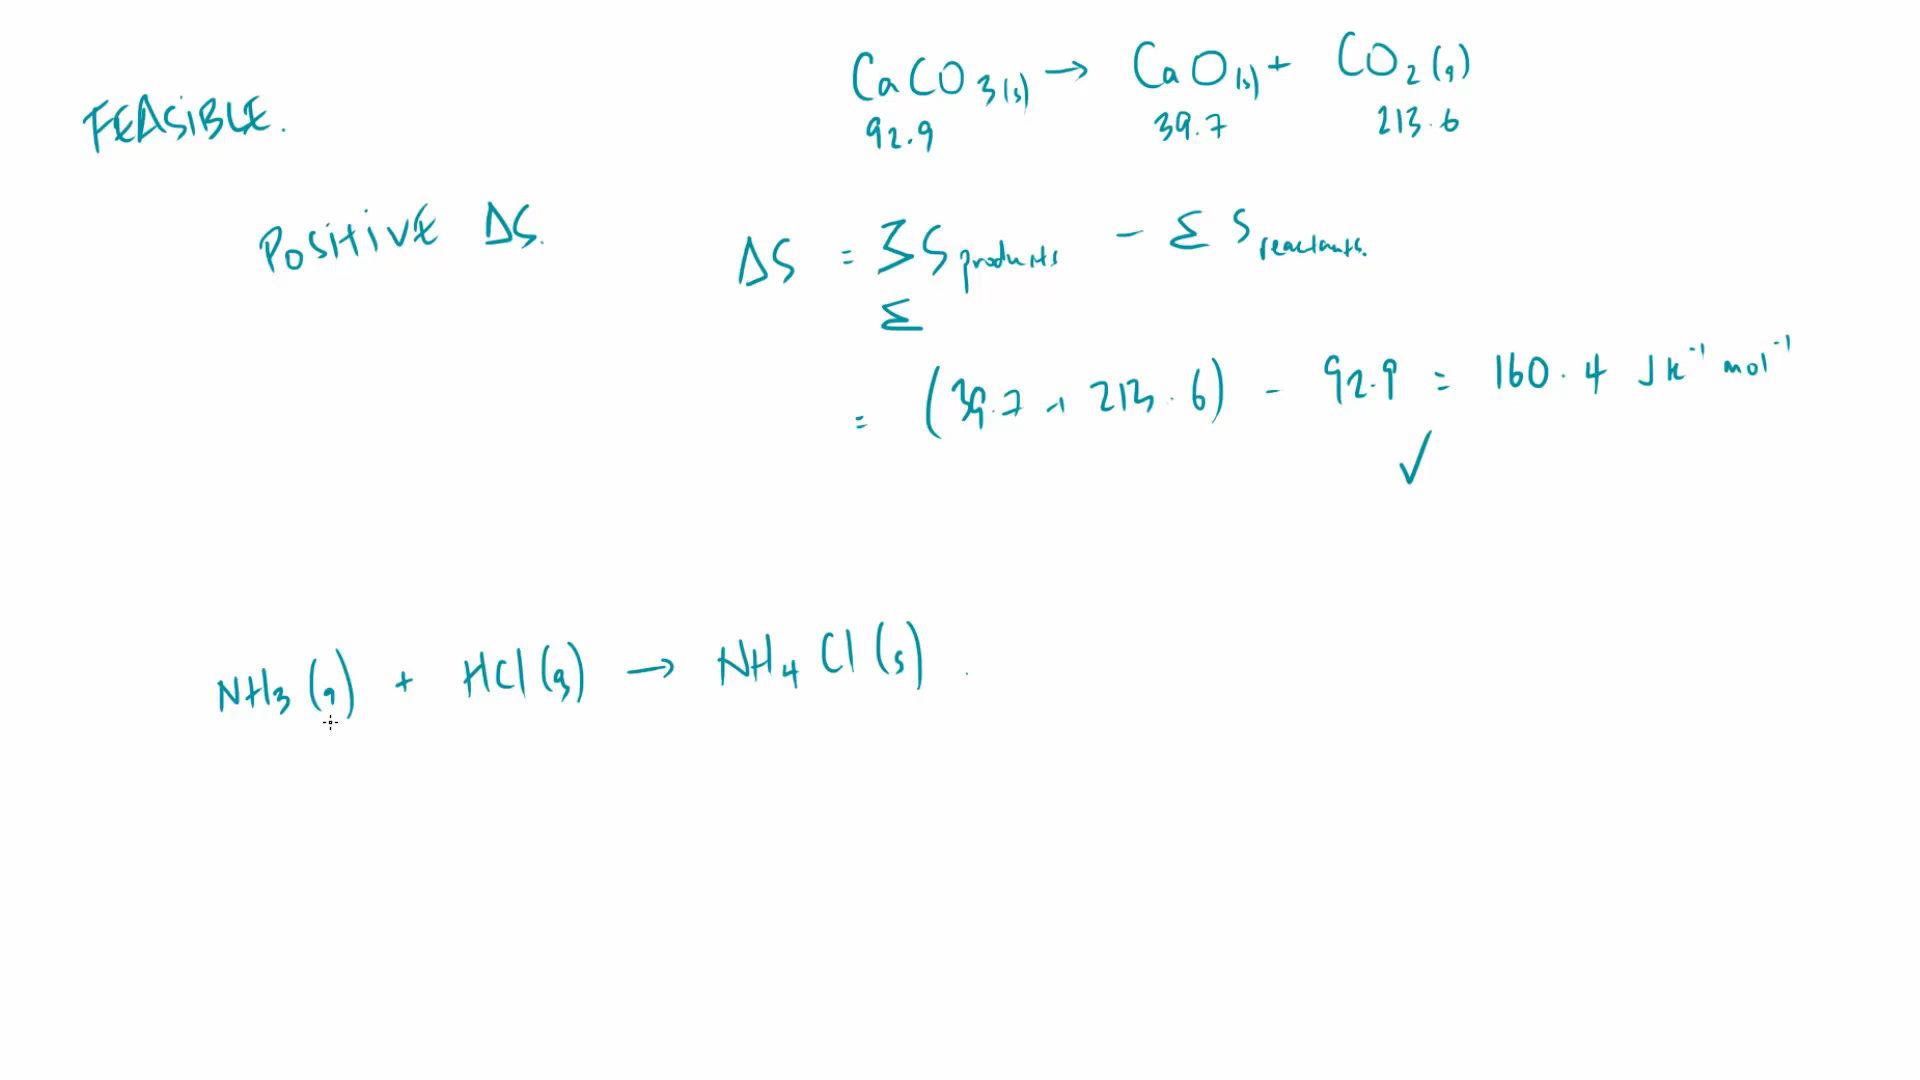 CaCO₃(s) → CaO(s) + CO₂(g)
FEASIBLE.
92.9 39.7 213.6
POSITIVE ΔS.
ΔS = ΣS products - Σ S reactants.
Σ
= (39.7 + 213.6) - 92.9 = 160.4 JK⁻¹ mol⁻¹
✓
NH₃(g) + HCl(g) → NH₄Cl(s).